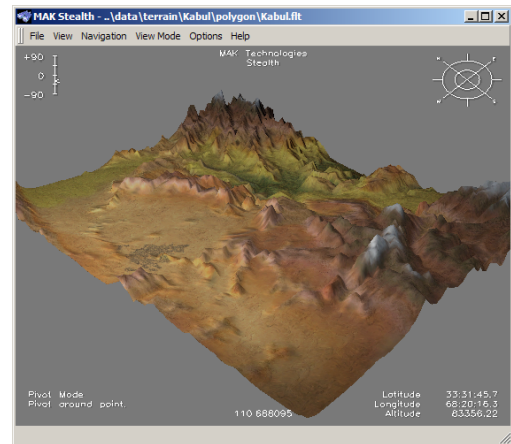 MAK Stealth - ..\data\terrain\Kabul\polygon\Kabul.flt
File View Navigation View Mode Options Help
MAK Technologies
Stealth
+90
0
-90
Pivot Mode
Pivot around point.
110.688095
Latitude 33:31:45.7
Longitude 68:20:16.3
Altitude 83356.22